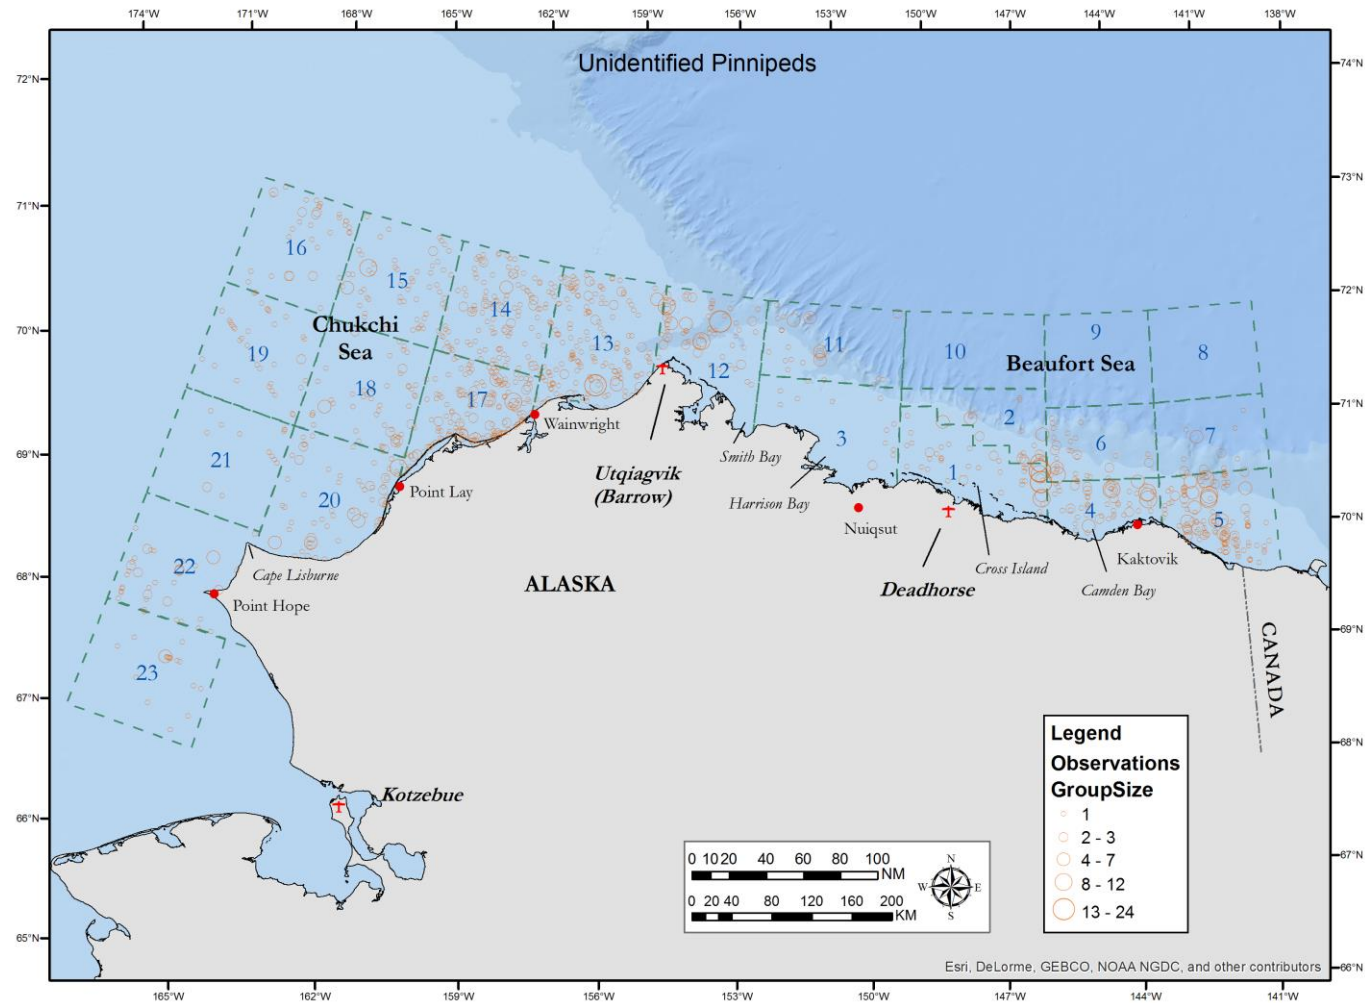 174°W 171°W 168°W 165°W 162°W 159°W 156°W 153°W 150°W 147°W 144°W 141°W 138°W
Unidentified Pinnipeds
72°N
74°N
73°N
71°N
16
15
14
13
72°N
70°N
Chukchi
Sea
19
18
17
12
11
10
9
8
Beaufort Sea
71°N
2
6
7
Wainwright
69°N
21
20
Point Lay
Utqiagvik
(Barrow)
Smith Bay
3
Harrison Bay
1
Nuiqsut
4
5
70°N
Kaktovik
Cross Island
Camden Bay
Deadhorse
68°N
22
Cape Lisburne
Point Hope
ALASKA
69°N
23
CANADA
67°N
68°N
Kotzebue
66°N
67°N
65°N
66°N
Legend
Observations
GroupSize
1
2 - 3
4 - 7
8 - 12
13 - 24
0 10 20 40 60 80 100
NM
0 20 40 80 120 160 200
KM
N
W E
S
Esri, DeLorme, GEBCO, NOAA NGDC, and other contributors
165°W 162°W 159°W 156°W 153°W 150°W 147°W 144°W 141°W